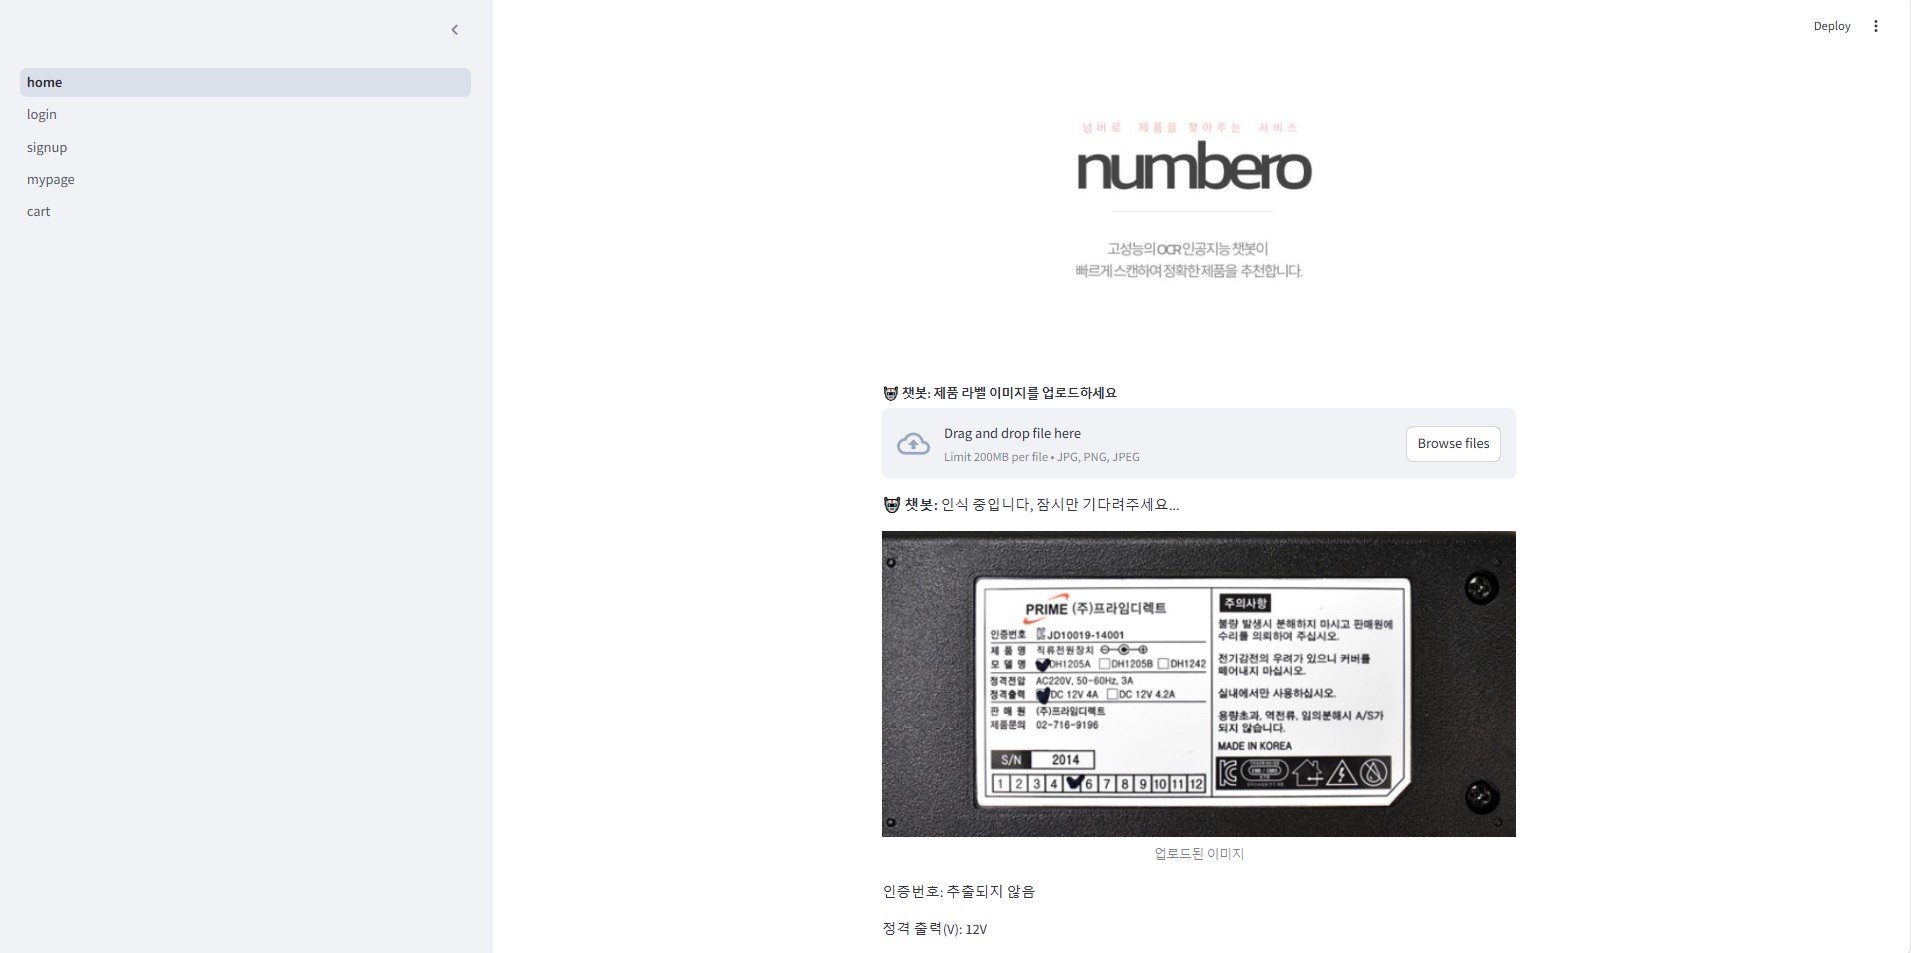 Deploy
home
login
signup
mypage
cart
넘버로 제품을 찾아주는 서비스
numbero
고성능의 OCR 인공지능 챗봇이
빠르게 스캔하여 정확한 제품을 추천합니다.
챗봇: 제품 라벨 이미지를 업로드하세요
Drag and drop file here
Limit 200MB per file • JPG, PNG, JPEG
Browse files
챗봇: 인식 중입니다, 잠시만 기다려주세요...
PRIME (주)프라임디렉트
인증번호 JD10019-14001
제 품 명 직류전원장치
모 델 명 DH1205A DH1205B DH1242
정격전압 AC220V, 50-60Hz, 3A
정격출력 DC 12V 4A DC 12V 4.2A
판 매 원 (주)프라임디렉트
제품문의 02-716-9196
S/N 2014
1 2 3 4 6 7 8 9 10 11 12
주의사항
불량 발생시 분해하지 마시고 판매원에
수리를 의뢰하여 주십시오.
전기감전의 우려가 있으니 커버를
떼어내지 마십시오.
실내에서만 사용하십시오.
용량초과, 역전류, 임의분해시 A/S가
되지 않습니다.
MADE IN KOREA
업로드된 이미지
인증번호: 추출되지 않음
정격 출력(V): 12V